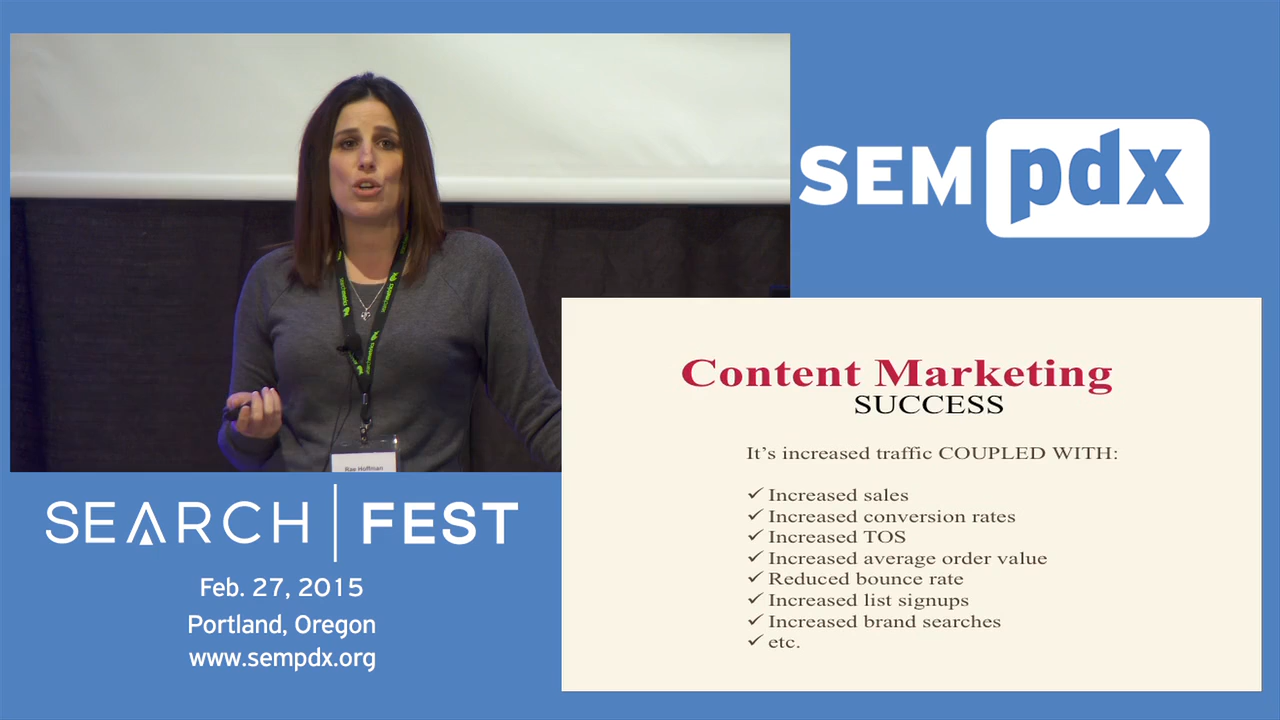 SEM pdx
Rae Hoffman
Content Marketing
SUCCESS
It's increased traffic COUPLED WITH:
✓ Increased sales
✓ Increased conversion rates
✓ Increased TOS
✓ Increased average order value
✓ Reduced bounce rate
✓ Increased list signups
✓ Increased brand searches
✓ etc.
SEARCH FEST
Feb. 27, 2015
Portland, Oregon
www.sempdx.org